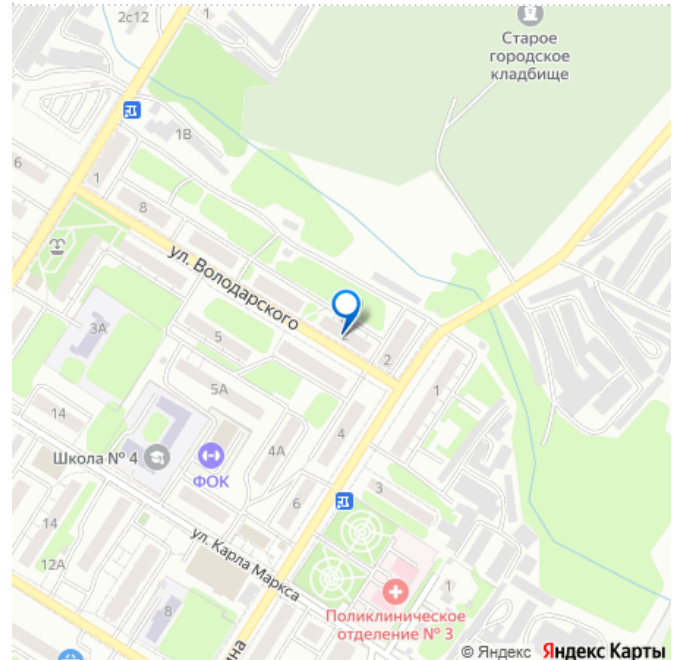 2с12
1
Старое
городское
кладбище
1В
6
1
8
ул. Володарского
3А
5
2
2
1
5А
14
4А
4
Школа № 4
ФОК
3
6
14
ул. Карла Маркса
12А
1
8
Поликлиническое
отделение № 3
на
© Яндекс Яндекс Карты